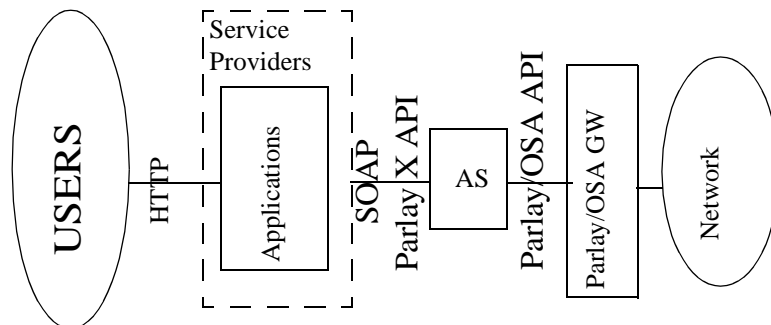 USERS
HTTP
Service
Providers
Applications
SOAP
Parlay X API
AS
Parlay/OSA API
Parlay/OSA GW
Network